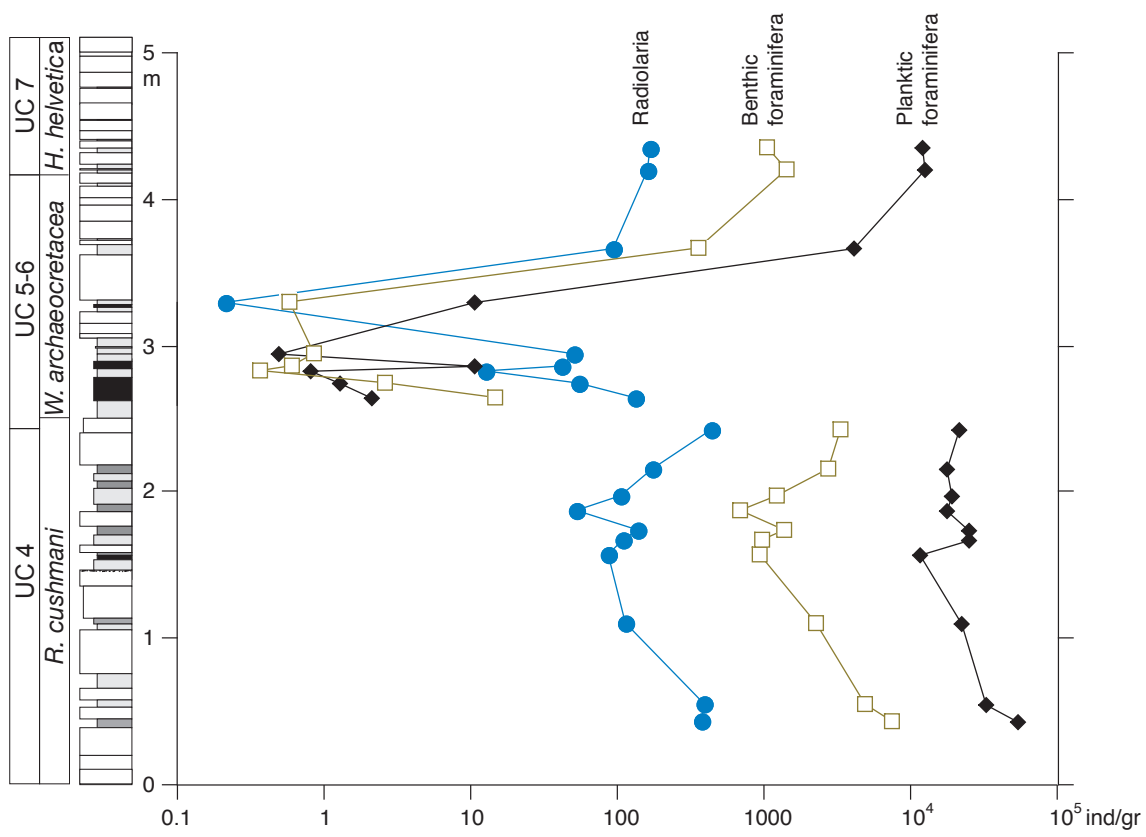 UC 7
UC 5-6
UC 4
H. helvetica
W. archaeocretacea
R. cushmani
5
m
4
3
2
1
0
Radiolaria
Benthic
foraminifera
Planktic
foraminifera
0.1
1
10
100
1000
10⁴
10⁵ ind/gr